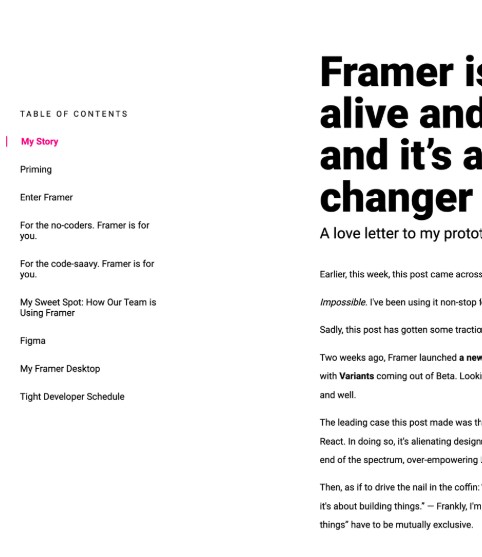 TABLE OF CONTENTS
My Story
Priming
Enter Framer
For the no-coders. Framer is for
you.
For the code-saavy. Framer is for
you.
My Sweet Spot: How Our Team is
Using Framer
Figma
My Framer Desktop
Tight Developer Schedule
Framer is
alive and
and it's a
changer
A love letter to my
Earlier, this week, this post came across
Impossible. I've been using it non-stop
Sadly, this post has gotten some
Two weeks ago, Framer launched a new
with Variants coming out of Beta.
and well.
The leading case this post made was
React. In doing so, it's alienating
end of the spectrum, over-empowering
Then, as if to drive the nail in the coffin:
it's about building things." — Frankly, I'm
things" have to be mutually exclusive.